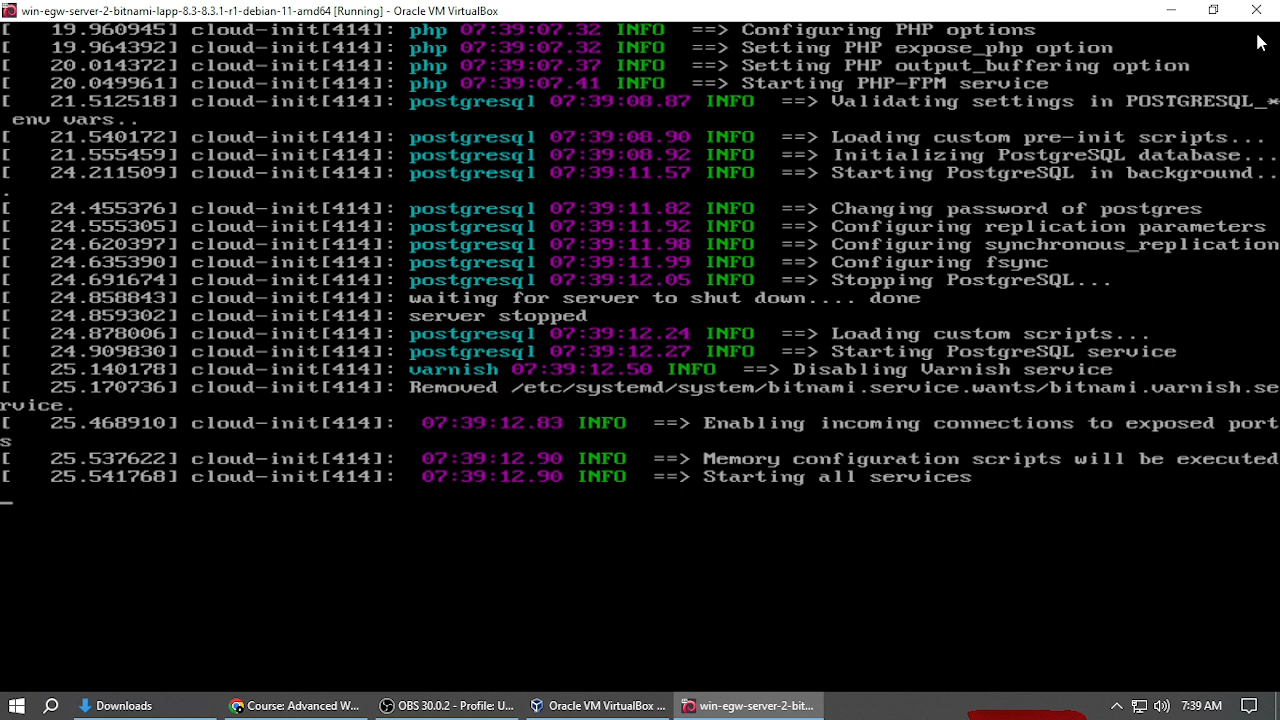 win-egw-server-2-bitnami-lapp-8.3-8.3.1-r1-debian-11-amd64 [Running] - Oracle VM VirtualBox
[   19.960945] cloud-init[414]: php 07:39:07.32 INFO  ==> Configuring PHP options
[   19.964392] cloud-init[414]: php 07:39:07.32 INFO  ==> Setting PHP expose_php option
[   20.014372] cloud-init[414]: php 07:39:07.37 INFO  ==> Setting PHP output_buffering option
[   20.049961] cloud-init[414]: php 07:39:07.41 INFO  ==> Starting PHP-FPM service
[   21.512518] cloud-init[414]: postgresql 07:39:08.87 INFO  ==> Validating settings in POSTGRESQL_*
env vars..
[   21.540172] cloud-init[414]: postgresql 07:39:08.90 INFO  ==> Loading custom pre-init scripts...
[   21.555459] cloud-init[414]: postgresql 07:39:08.92 INFO  ==> Initializing PostgreSQL database...
[   24.211509] cloud-init[414]: postgresql 07:39:11.57 INFO  ==> Starting PostgreSQL in background..
.
[   24.455376] cloud-init[414]: postgresql 07:39:11.82 INFO  ==> Changing password of postgres
[   24.555305] cloud-init[414]: postgresql 07:39:11.92 INFO  ==> Configuring replication parameters
[   24.620397] cloud-init[414]: postgresql 07:39:11.98 INFO  ==> Configuring synchronous_replication
[   24.635390] cloud-init[414]: postgresql 07:39:11.99 INFO  ==> Configuring fsync
[   24.691674] cloud-init[414]: postgresql 07:39:12.05 INFO  ==> Stopping PostgreSQL...
[   24.858843] cloud-init[414]: waiting for server to shut down.... done
[   24.859302] cloud-init[414]: server stopped
[   24.878006] cloud-init[414]: postgresql 07:39:12.24 INFO  ==> Loading custom scripts...
[   24.909830] cloud-init[414]: postgresql 07:39:12.27 INFO  ==> Starting PostgreSQL service
[   25.140178] cloud-init[414]: varnish 07:39:12.50 INFO  ==> Disabling Varnish service
[   25.170736] cloud-init[414]: Removed /etc/systemd/system/bitnami.service.wants/bitnami.varnish.se
rvice.
[   25.468910] cloud-init[414]:  07:39:12.83 INFO  ==> Enabling incoming connections to exposed port
s
[   25.537622] cloud-init[414]:  07:39:12.90 INFO  ==> Memory configuration scripts will be executed
[   25.541768] cloud-init[414]:  07:39:12.90 INFO  ==> Starting all services
Downloads
Course: Advanced W...
OBS 30.0.2 - Profile: U...
Oracle VM VirtualBox ...
win-egw-server-2-bit...
7:39 AM